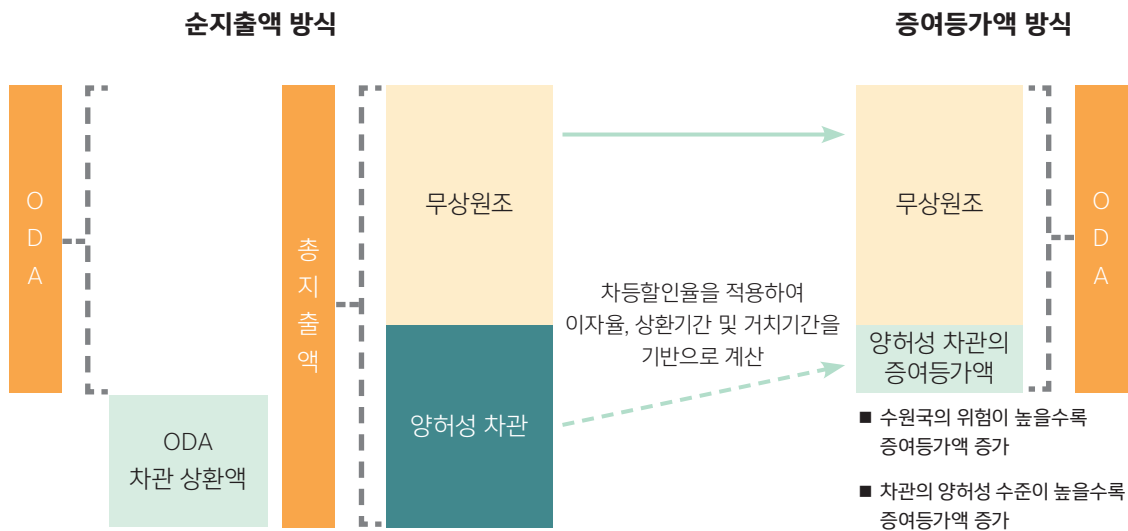 순지출액 방식
증여등가액 방식
ODA
ODA
차관 상환액
총지출액
무상원조
양허성 차관
차등할인율을 적용하여
이자율, 상환기간 및 거치기간을
기반으로 계산
무상원조
양허성 차관의
증여등가액
ODA
■ 수원국의 위험이 높을수록
증여등가액 증가
■ 차관의 양허성 수준이 높을수록
증여등가액 증가